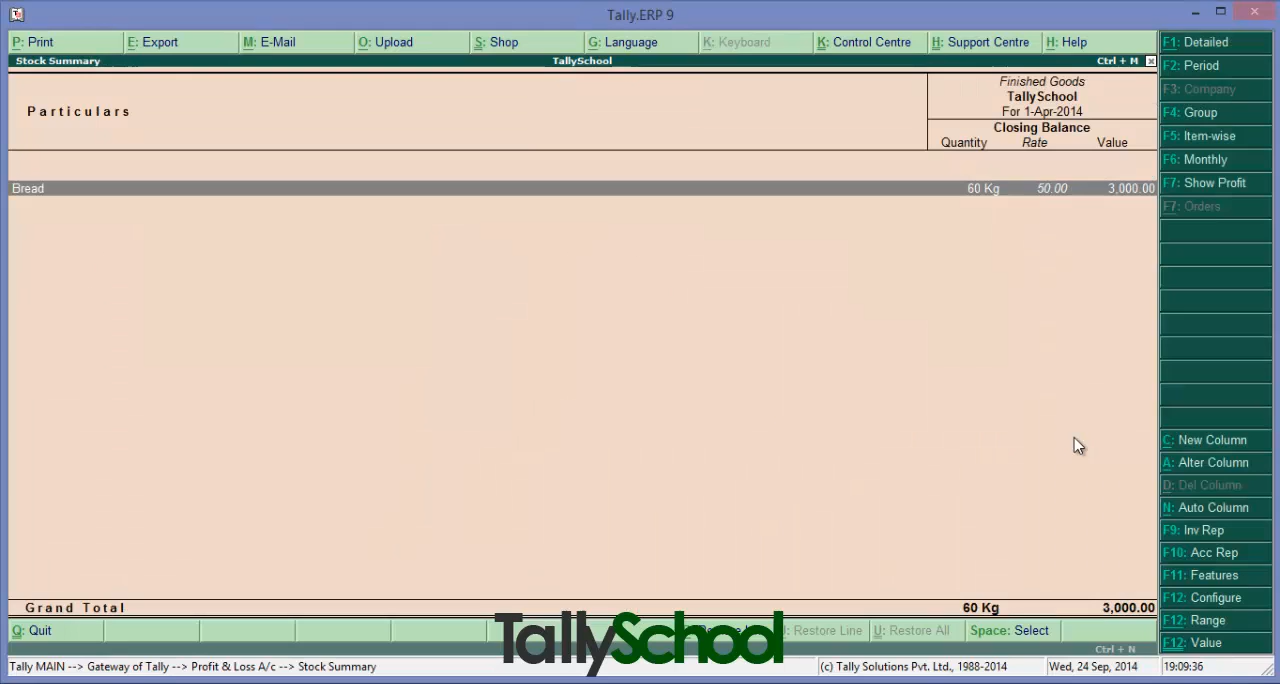 Tally.ERP 9
P: Print E: Export M: E-Mail O: Upload S: Shop G: Language K: Keyboard K: Control Centre H: Support Centre H: Help
Stock Summary TallySchool Ctrl + M
Particulars
Finished Goods
TallySchool
For 1-Apr-2014
Closing Balance
Quantity Rate Value
Bread 60 Kg 50.00 3,000.00
Grand Total 60 Kg 3,000.00
Q: Quit Restore Line U: Restore All Space: Select
TallySchool
Ctrl + N
Tally MAIN --> Gateway of Tally --> Profit & Loss A/c --> Stock Summary (c) Tally Solutions Pvt. Ltd., 1988-2014 Wed, 24 Sep, 2014 19:09:36
F1: Detailed
F2: Period
F3: Company
F4: Group
F5: Item-wise
F6: Monthly
F7: Show Profit
F7: Orders
C: New Column
A: Alter Column
D: Del Column
N: Auto Column
F9: Inv Rep
F10: Acc Rep
F11: Features
F12: Configure
F12: Range
F12: Value